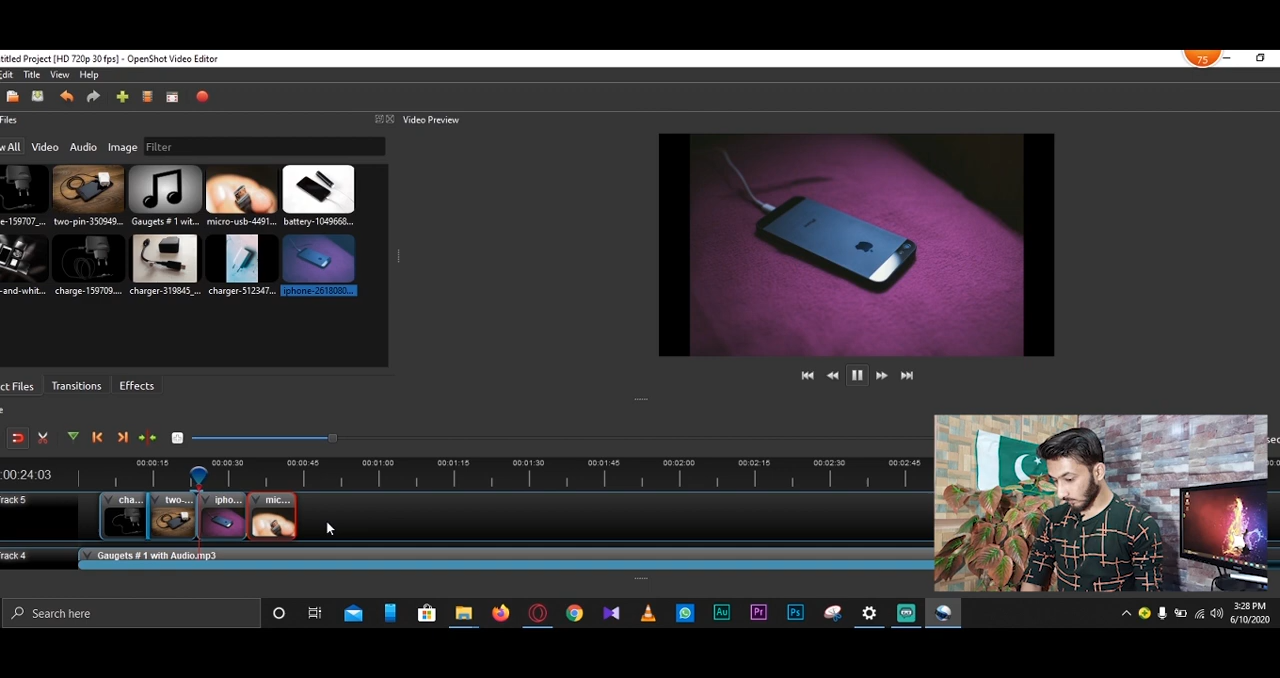 titled Project [HD 720p 30 fps] - OpenShot Video Editor
75
Edit Title View Help
Files
Video Preview
w All Video Audio Image Filter
e-159707_... two-pin-350949... Gaugets # 1 wit... micro-usb-4491... battery-1049668...
-and-whit... charge-159709.... charger-319845_... charger-512347... iphone-2618080...
ct Files Transitions Effects
00:24:03
00:00:15 00:00:30 00:00:45 00:01:00 00:01:15 00:01:30 00:01:45 00:02:00 00:02:15 00:02:30 00:02:45
rack 5 cha... two-... ipho... mic...
rack 4 Gaugets # 1 with Audio.mp3
Search here
Au Pr Ps
3:28 PM
6/10/2020